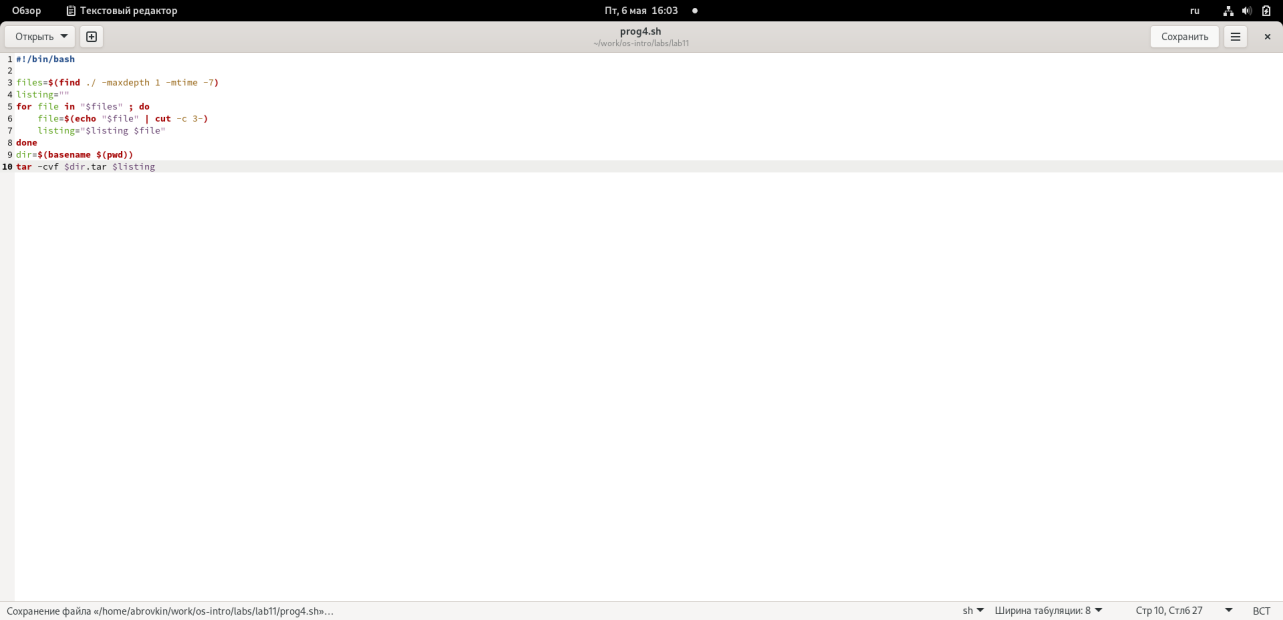 Обзор Текстовый редактор Пт, 6 мая 16:03 ru
Открыть prog4.sh Сохранить
~/work/os-intro/labs/lab11
1 #!/bin/bash
2
3 files=$(find ./ -maxdepth 1 -mtime -7)
4 listing=""
5 for file in "$files" ; do
6     file=$(echo "$file" | cut -c 3-)
7     listing="$listing $file"
8 done
9 dir=$(basename $(pwd))
10 tar -cvf $dir.tar $listing
Сохранение файла «/home/abrovkin/work/os-intro/labs/lab11/prog4.sh»… sh Ширина табуляции: 8 Стр 10, Стлб 27 ВСТ